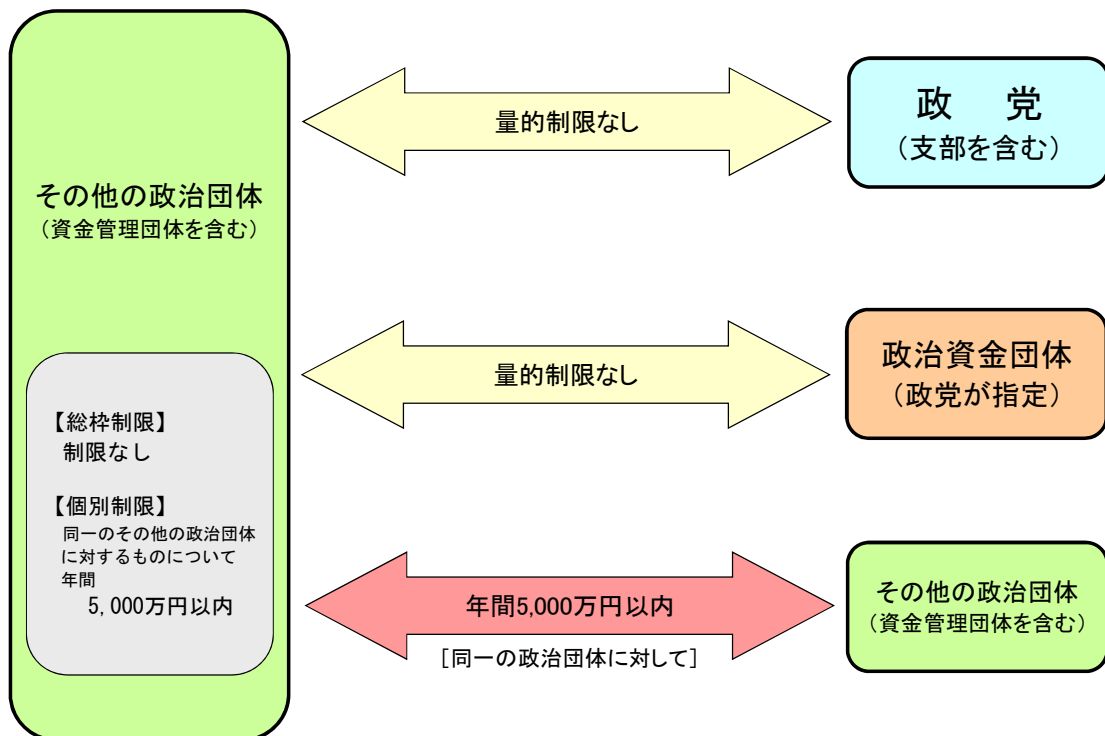 その他の政治団体
（資金管理団体を含む）
【総枠制限】
制限なし
【個別制限】
同一のその他の政治団体
に対するものについて
年間
5,000万円以内
量的制限なし
政　党
（支部を含む）
量的制限なし
政治資金団体
（政党が指定）
年間5,000万円以内
［同一の政治団体に対して］
その他の政治団体
（資金管理団体を含む）